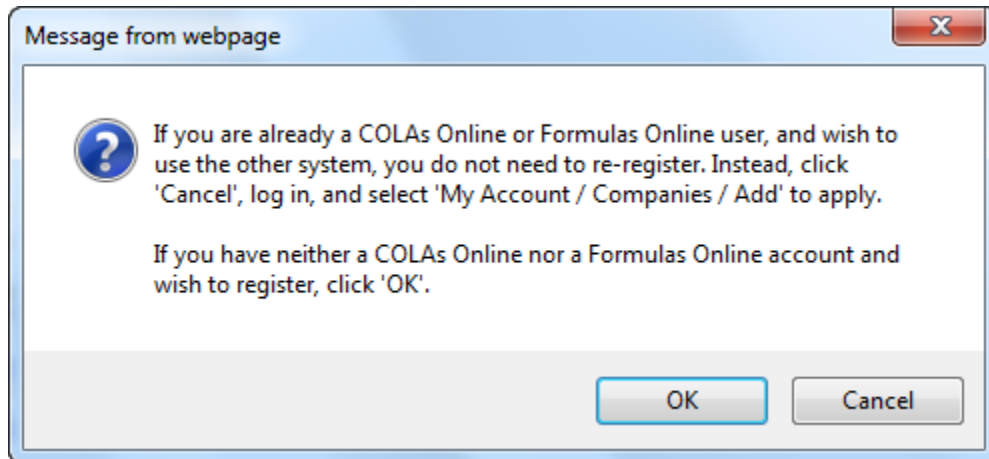 Message from webpage
If you are already a COLAs Online or Formulas Online user, and wish to
use the other system, you do not need to re-register. Instead, click
'Cancel', log in, and select 'My Account / Companies / Add' to apply.
If you have neither a COLAs Online nor a Formulas Online account and
wish to register, click 'OK'.
OK
Cancel